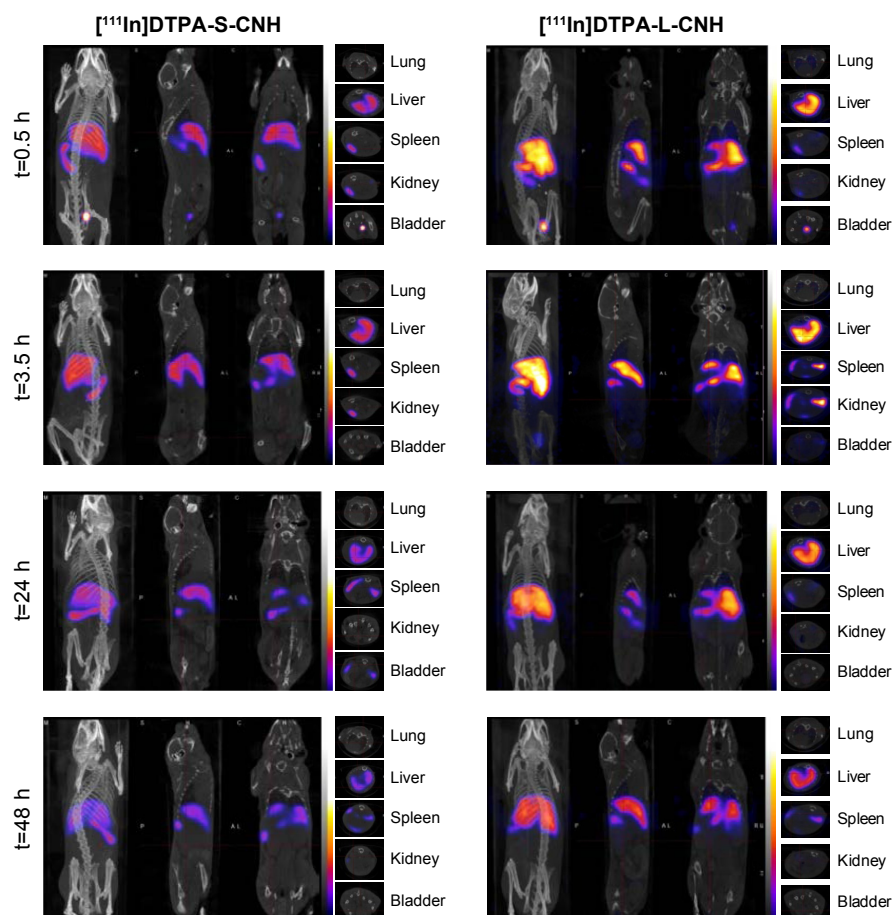 [¹¹¹In]DTPA-S-CNH
[¹¹¹In]DTPA-L-CNH
t=0.5 h
Lung
Liver
Spleen
Kidney
Bladder
Lung
Liver
Spleen
Kidney
Bladder
t=3.5 h
Lung
Liver
Spleen
Kidney
Bladder
Lung
Liver
Spleen
Kidney
Bladder
t=24 h
Lung
Liver
Spleen
Kidney
Bladder
Lung
Liver
Spleen
Kidney
Bladder
t=48 h
Lung
Liver
Spleen
Kidney
Bladder
Lung
Liver
Spleen
Kidney
Bladder